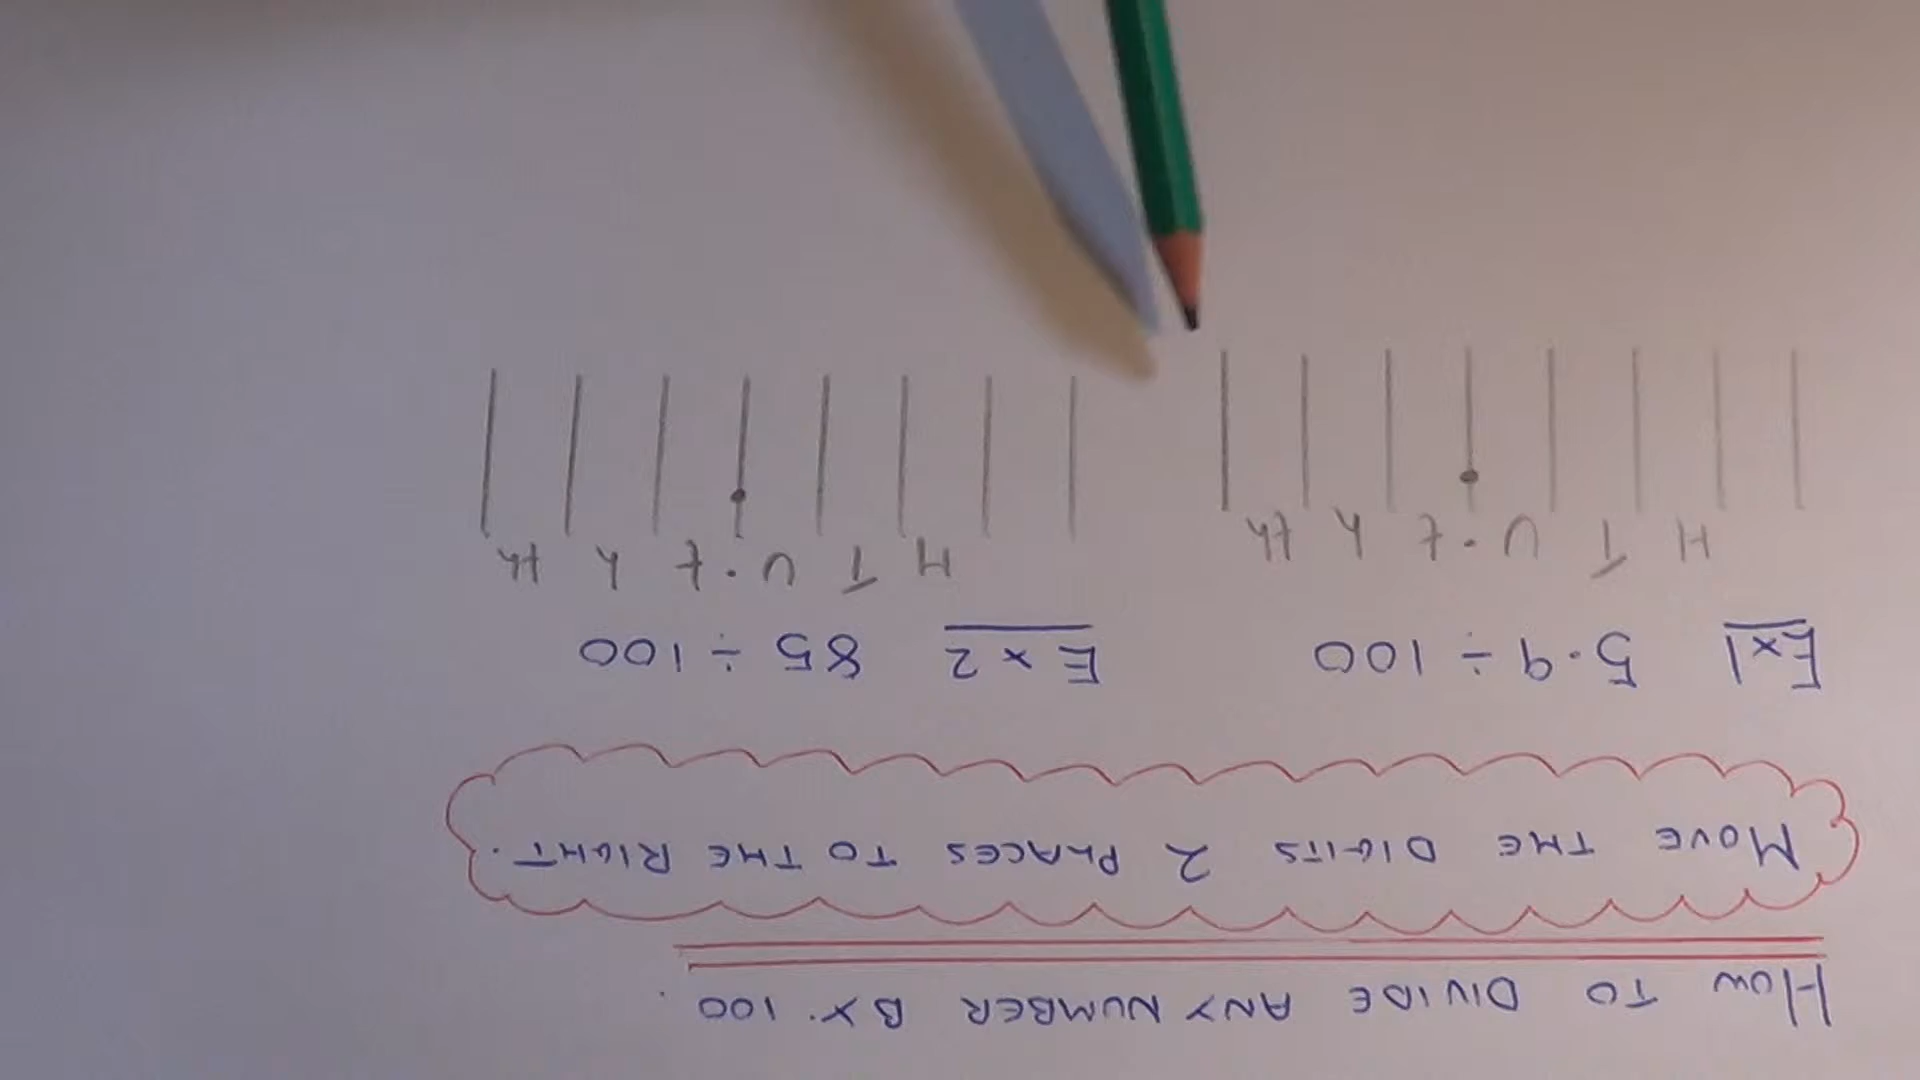 HOW TO DIVIDE ANY NUMBER BY 100.
MOVE THE DIGITS 2 PLACES TO THE RIGHT.
Ex1 5.9 ÷ 100 Ex2 85 ÷ 100
H T U . t h th H T U . t h th